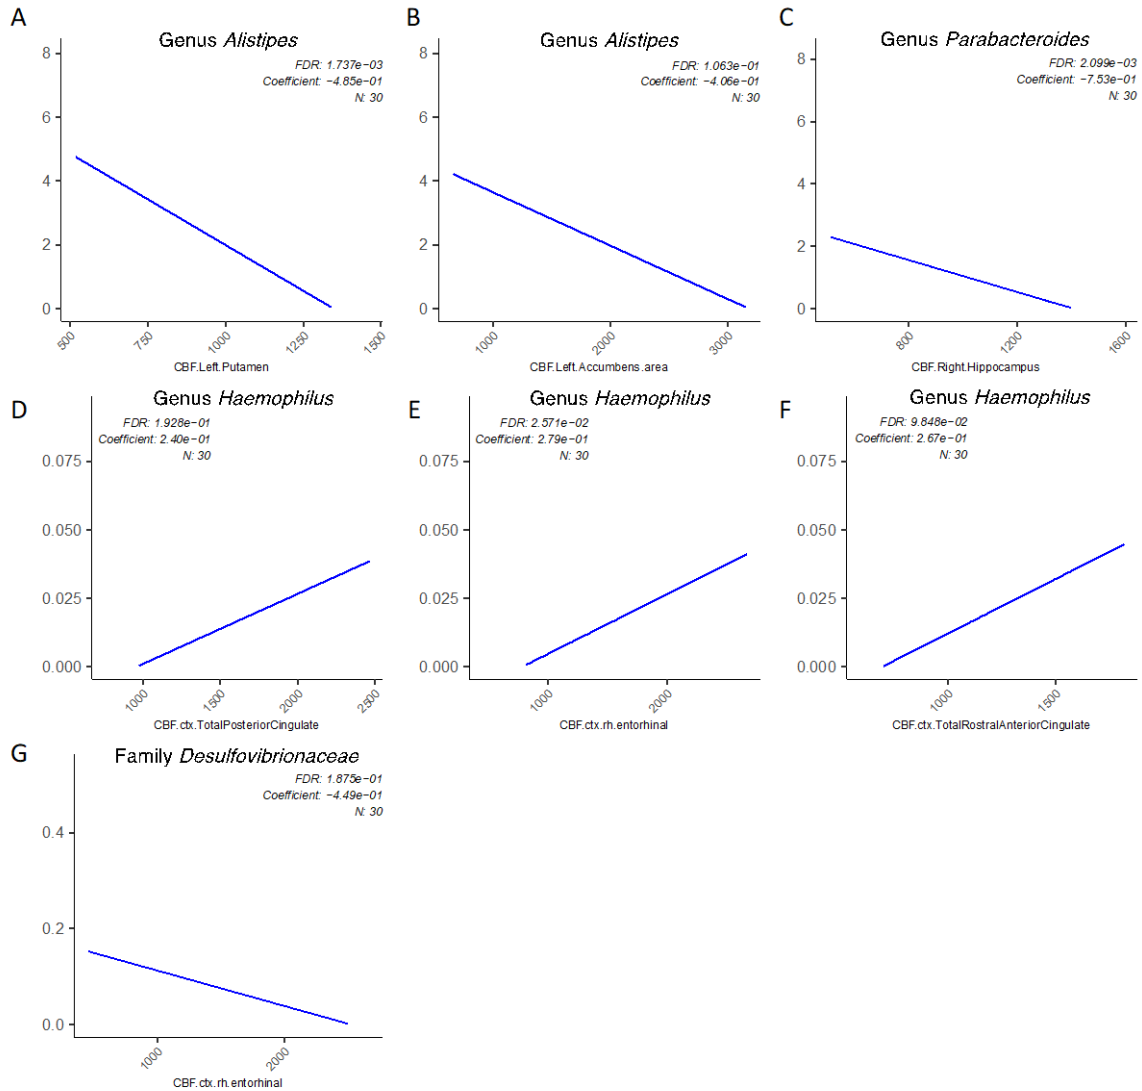 A
Genus Alistipes
FDR: 1.737e−03
Coefficient: −4.85e−01
N: 30
8
6
4
2
0
500
750
1000
1250
1500
CBF.Left.Putamen
B
Genus Alistipes
FDR: 1.063e−01
Coefficient: −4.06e−01
N: 30
8
6
4
2
0
1000
2000
3000
CBF.Left.Accumbens.area
C
Genus Parabacteroides
FDR: 2.099e−03
Coefficient: −7.53e−01
N: 30
8
6
4
2
0
800
1200
1600
CBF.Right.Hippocampus
D
Genus Haemophilus
FDR: 1.928e−01
Coefficient: 2.40e−01
N: 30
0.075
0.050
0.025
0.000
1000
1500
2000
2500
CBF.ctx.TotalPosteriorCingulate
E
Genus Haemophilus
FDR: 2.571e−02
Coefficient: 2.79e−01
N: 30
0.075
0.050
0.025
0.000
1000
2000
CBF.ctx.rh.entorhinal
F
Genus Haemophilus
FDR: 9.848e−02
Coefficient: 2.67e−01
N: 30
0.075
0.050
0.025
0.000
1000
1500
CBF.ctx.TotalRostralAnteriorCingulate
G
Family Desulfovibrionaceae
FDR: 1.875e−01
Coefficient: −4.49e−01
N: 30
0.4
0.2
0.0
1000
2000
CBF.ctx.rh.entorhinal